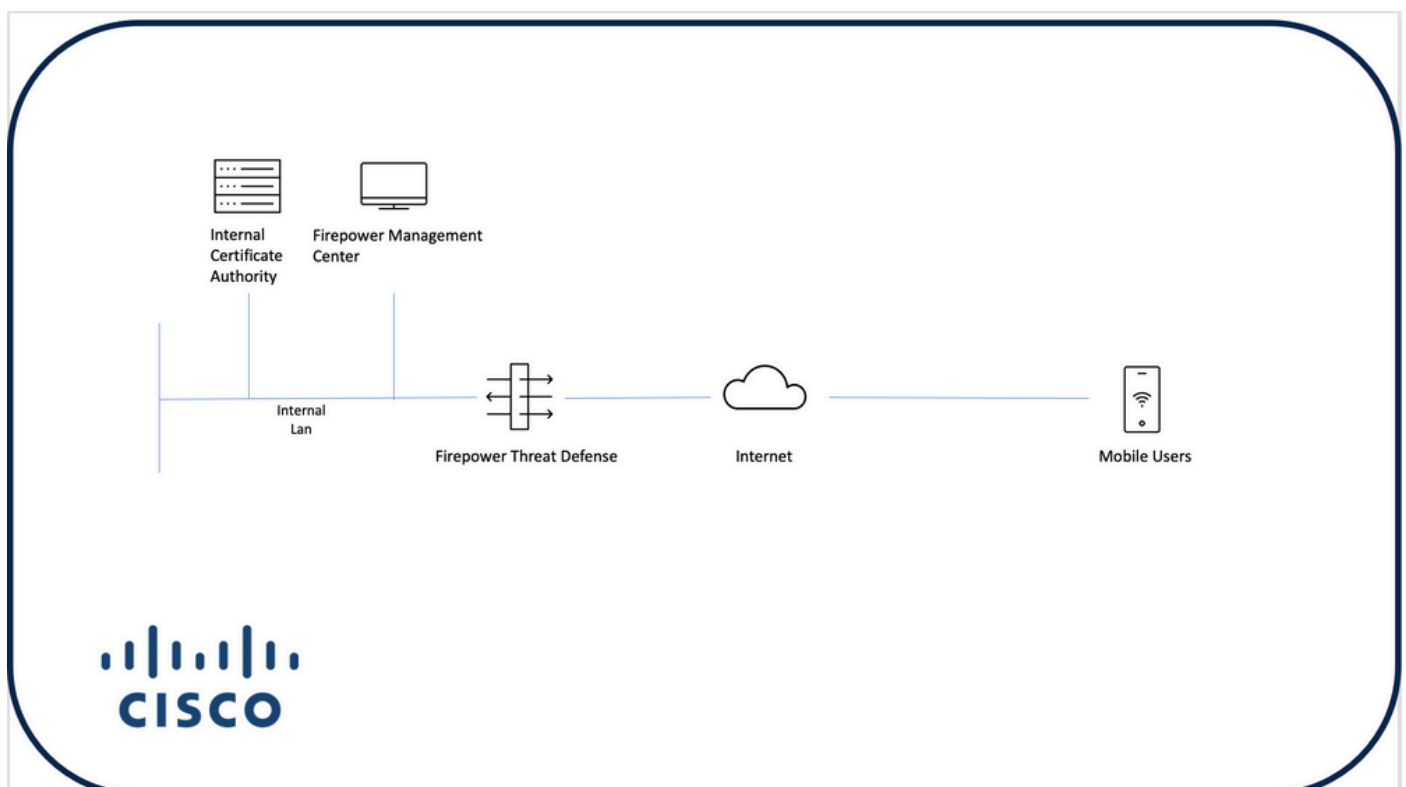 Internal
Certificate
Authority
Firepower Management
Center
Internal
Lan
Firepower Threat Defense
Internet
Mobile Users
CISCO